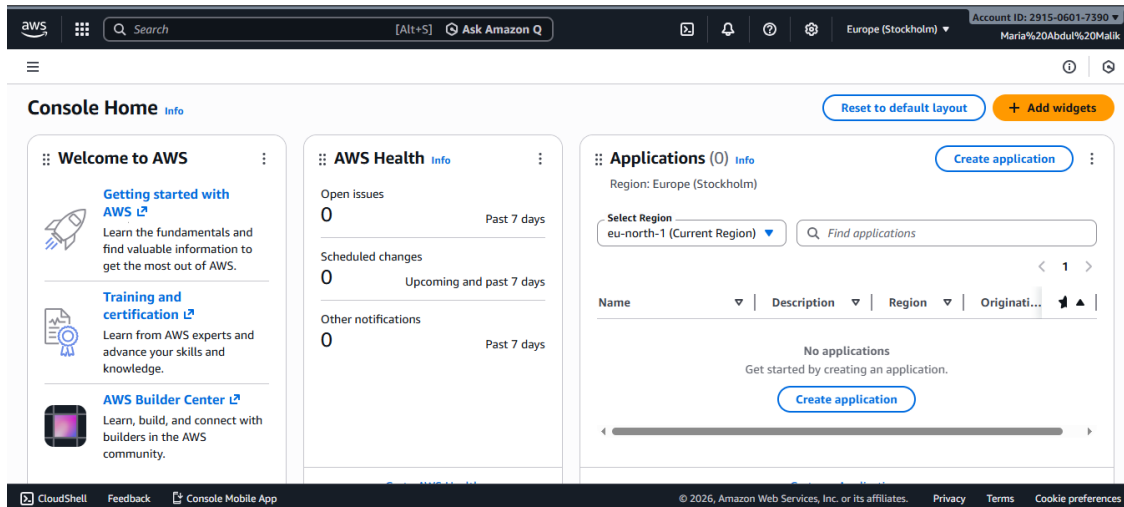 aws
Search [Alt+S] Ask Amazon Q
Europe (Stockholm) ▼
Account ID: 2915-0601-7390 ▼
Maria%20Abdul%20Malik
Console Home Info
Reset to default layout
+ Add widgets
Welcome to AWS
Getting started with
AWS
Learn the fundamentals and
find valuable information to
get the most out of AWS.
Training and
certification
Learn from AWS experts and
advance your skills and
knowledge.
AWS Builder Center
Learn, build, and connect with
builders in the AWS
community.
AWS Health Info
Open issues
0 Past 7 days
Scheduled changes
0 Upcoming and past 7 days
Other notifications
0 Past 7 days
Applications (0) Info
Create application
Region: Europe (Stockholm)
Select Region
eu-north-1 (Current Region)
Find applications
1
Name Description Region Originati...
No applications
Get started by creating an application.
Create application
CloudShell Feedback Console Mobile App
© 2026, Amazon Web Services, Inc. or its affiliates. Privacy Terms Cookie preferences